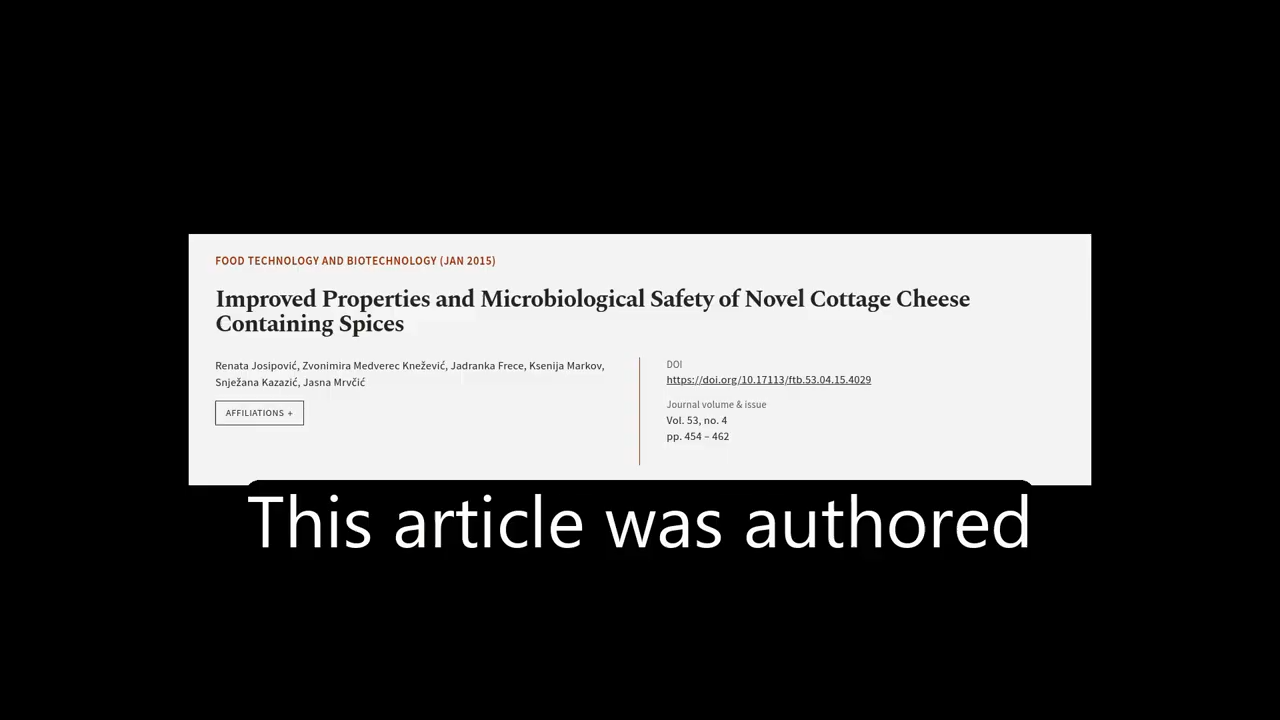 FOOD TECHNOLOGY AND BIOTECHNOLOGY (JAN 2015)
Improved Properties and Microbiological Safety of Novel Cottage Cheese
Containing Spices
Renata Josipović, Zvonimira Medverec Knežević, Jadranka Frece, Ksenija Markov,
Snježana Kazazić, Jasna Mrvčić
AFFILIATIONS +
DOI
https://doi.org/10.17113/ftb.53.04.15.4029
Journal volume & issue
Vol. 53, no. 4
pp. 454 – 462
This article was authored